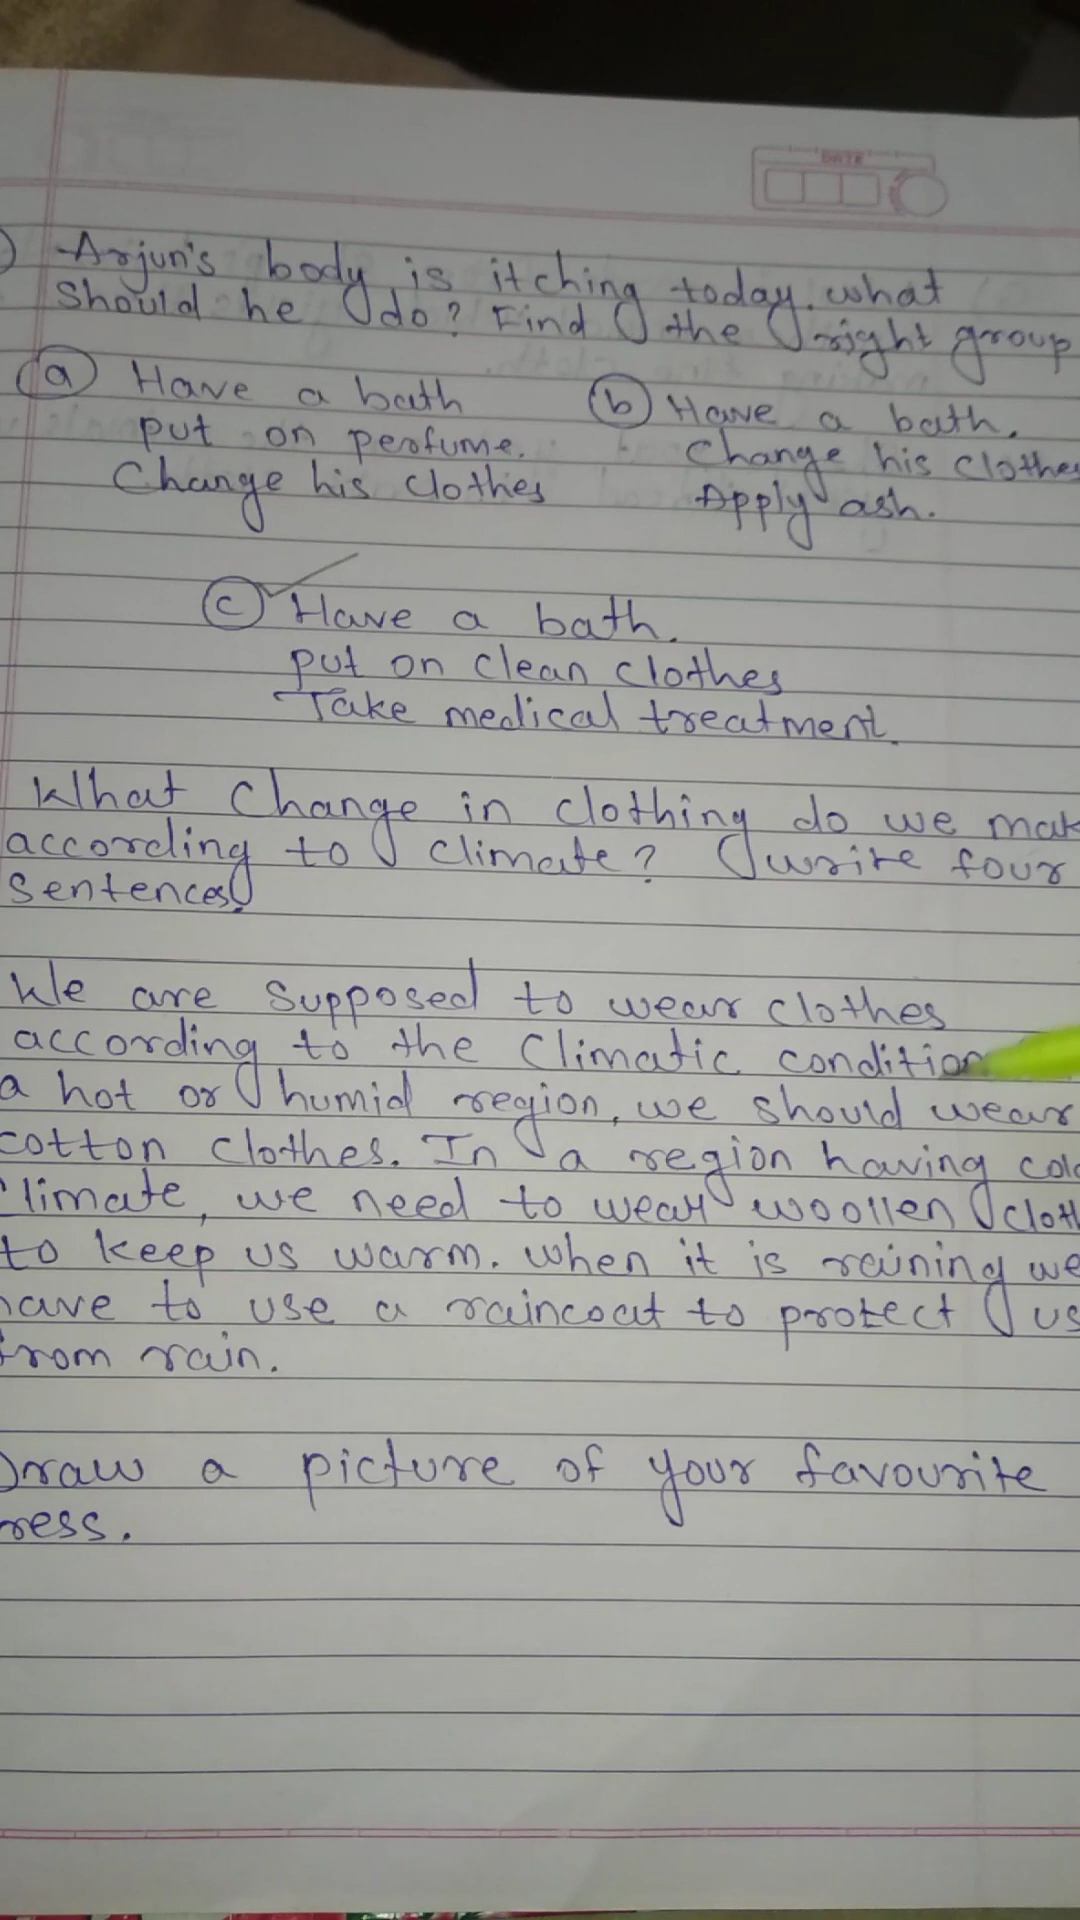 DATE
Arjun's body is itching today. what
should he do? Find the right group
(a) Have a bath
put on perfume.
Change his clothes
(b) Have a bath.
Change his clothes
Apply ash.
(c) Have a bath.
put on clean clothes
Take medical treatment.
What change in clothing do we mak
according to climate? write four
sentences.
We are supposed to wear clothes
according to the climatic condition
a hot or humid region, we should wear
cotton clothes. In a region having col
limate, we need to wear woollen cloth
to keep us warm. when it is raining we
ave to use a raincoat to protect us
from rain.
Draw a picture of your favourite
ress.